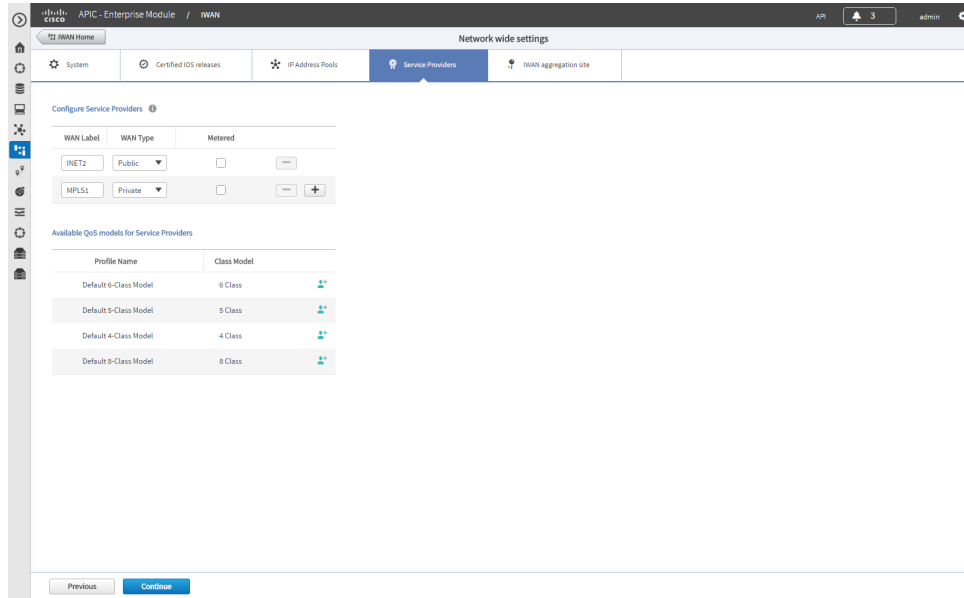 cisco APIC - Enterprise Module / IWAN API 3 admin
IWAN Home
Network wide settings
System Certified IOS releases IP Address Pools Service Providers IWAN aggregation site
Configure Service Providers
WAN Label WAN Type Metered
INET2 Public
MPLS1 Private
Available QoS models for Service Providers
Profile Name Class Model
Default 6-Class Model 6 Class
Default 5-Class Model 5 Class
Default 4-Class Model 4 Class
Default 8-Class Model 8 Class
Previous Continue